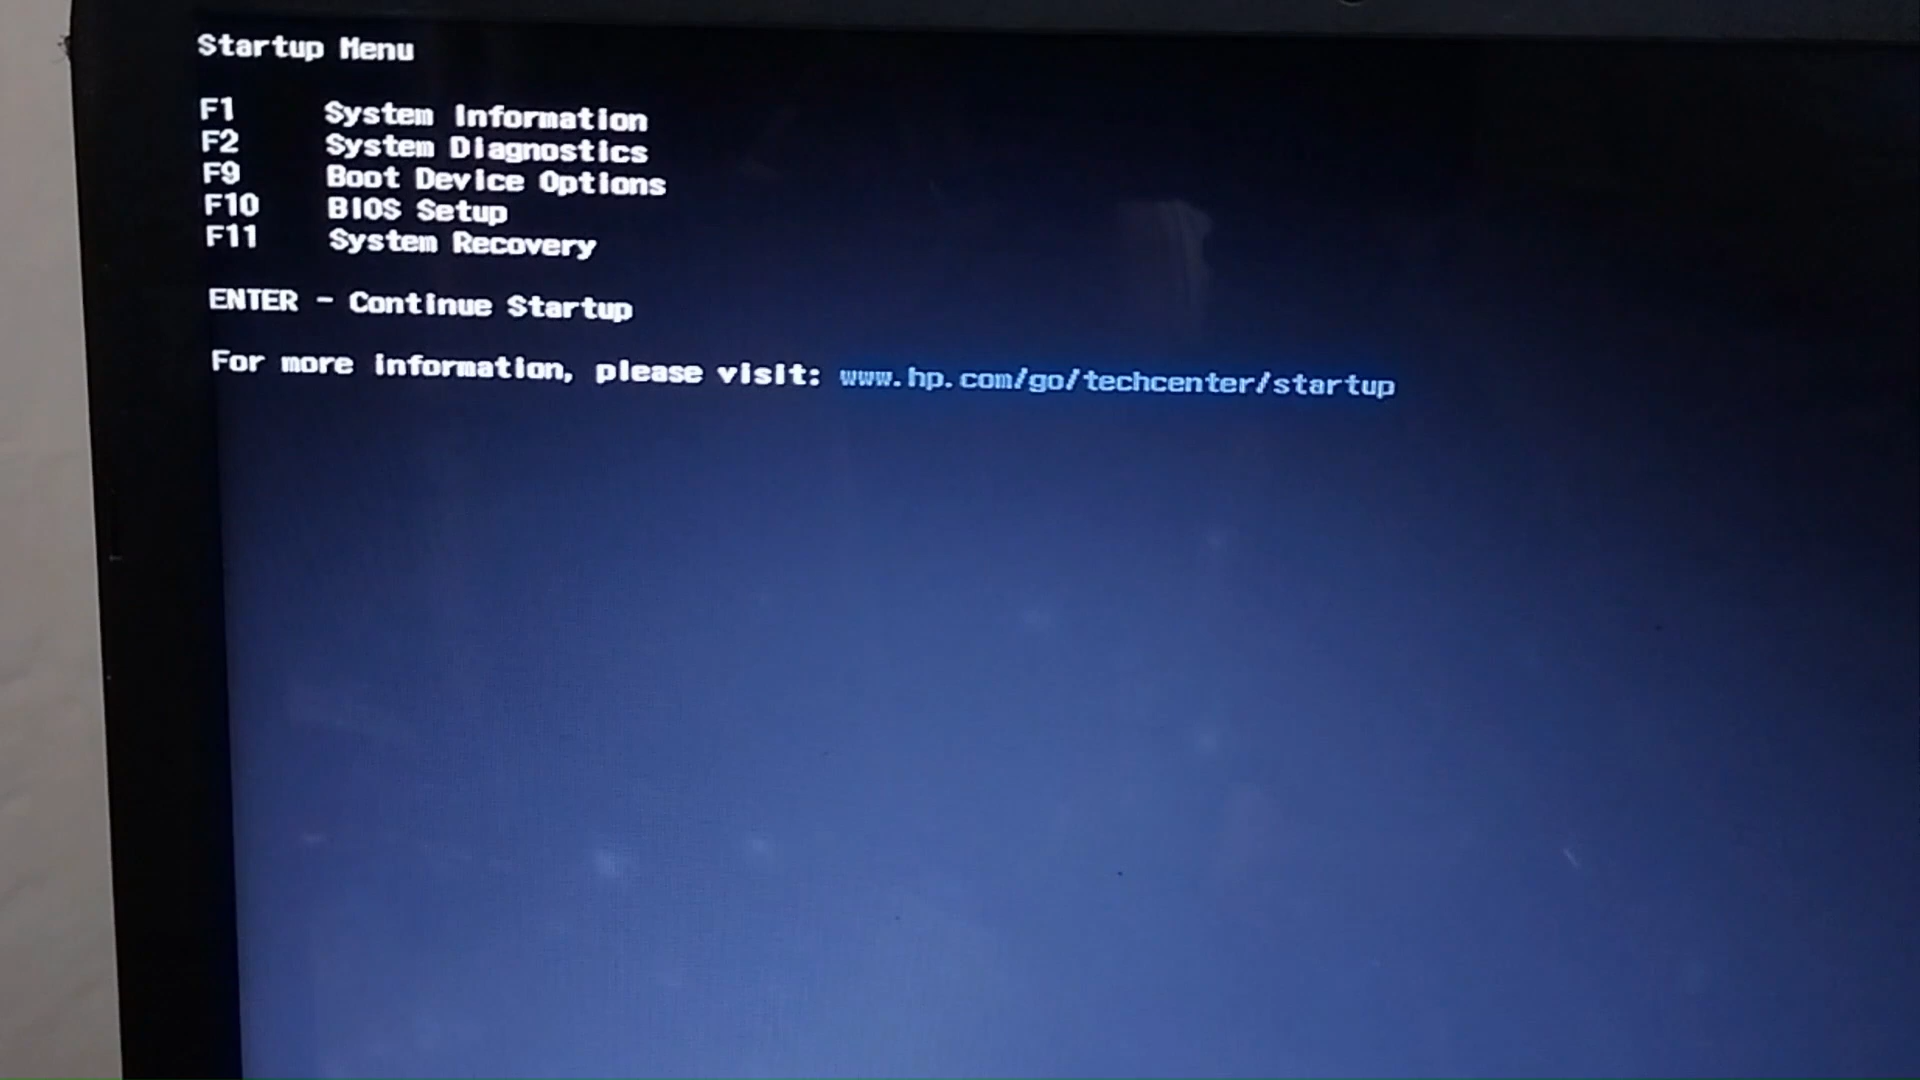 Startup Menu
F1 System Information
F2 System Diagnostics
F9 Boot Device Options
F10 BIOS Setup
F11 System Recovery
ENTER - Continue Startup
For more information, please visit: www.hp.com/go/techcenter/startup